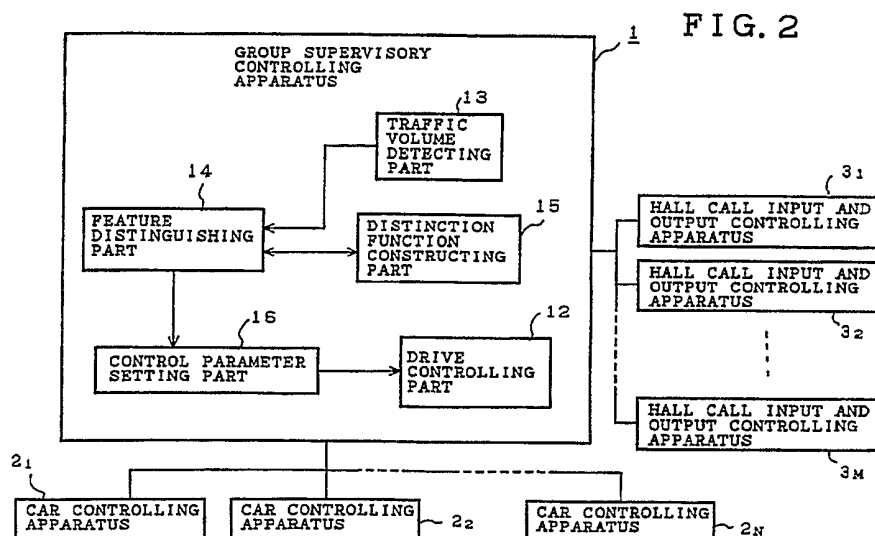 FIG. 2
1
GROUP SUPERVISORY
CONTROLLING
APPARATUS
13
TRAFFIC
VOLUME
DETECTING
PART
14
FEATURE
DISTINGUISHING
PART
15
DISTINCTION
FUNCTION
CONSTRUCTING
PART
16
CONTROL PARAMETER
SETTING PART
12
DRIVE
CONTROLLING
PART
31
HALL CALL INPUT AND
OUTPUT CONTROLLING
APPARATUS
HALL CALL INPUT AND
OUTPUT CONTROLLING
APPARATUS
32
HALL CALL INPUT AND
OUTPUT CONTROLLING
APPARATUS
3M
21
CAR CONTROLLING
APPARATUS
CAR CONTROLLING
APPARATUS
22
CAR CONTROLLING
APPARATUS
2N